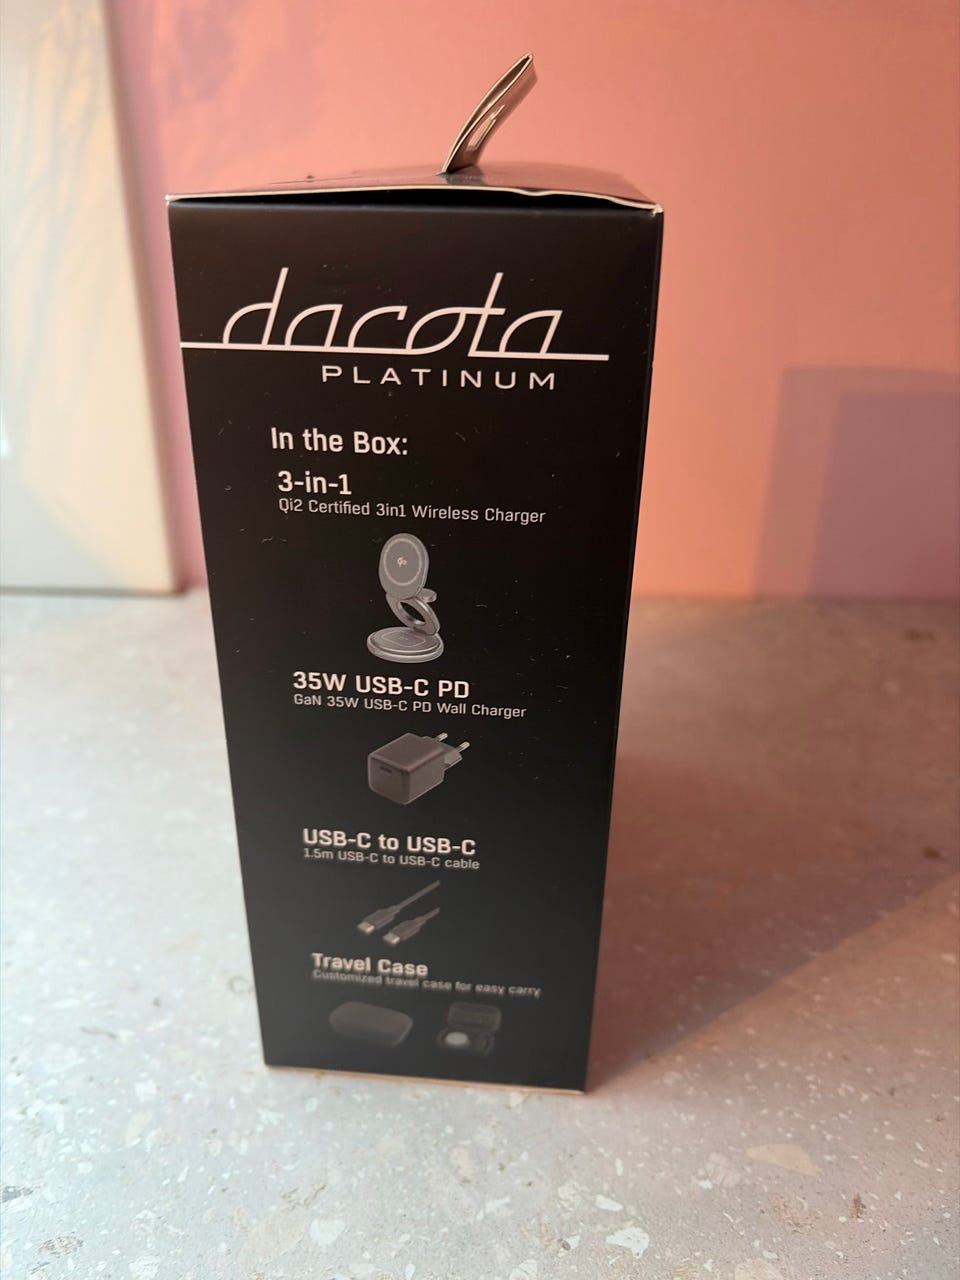 dacota
PLATINUM
In the Box:
3-in-1
Qi2 Certified 3in1 Wireless Charger
35W USB-C PD
GaN 35W USB-C PD Wall Charger
USB-C to USB-C
1.5m USB-C to USB-C cable
Travel Case
Customized travel case for easy carry